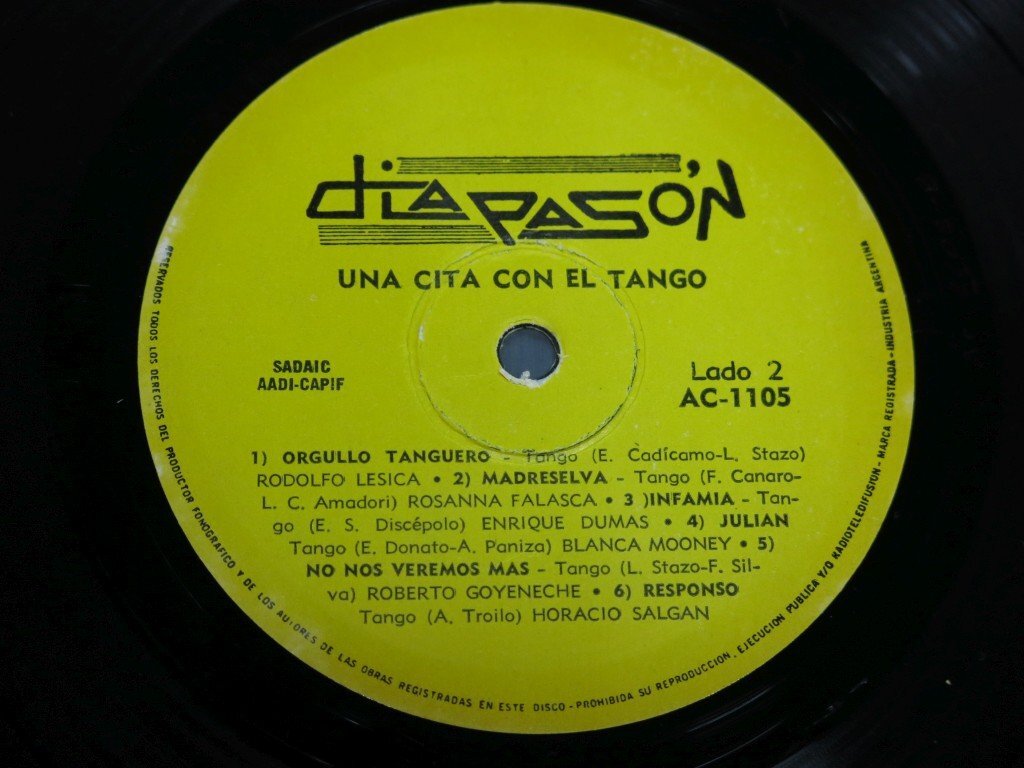 diapasóN
UNA CITA CON EL TANGO
SADAIC
AADI-CAPIF
Lado 2
AC-1105
1) ORGULLO TANGUERO - Tango (E. Cadícamo-L. Stazo)
RODOLFO LESICA • 2) MADRESELVA - Tango (F. Canaro-
L. C. Amadori) ROSANNA FALASCA • 3 )INFAMIA - Tan-
go (E. S. Discépolo) ENRIQUE DUMAS • 4) JULIAN
Tango (E. Donato-A. Paniza) BLANCA MOONEY • 5)
NO NOS VEREMOS MAS - Tango (L. Stazo-F. Sil-
va) ROBERTO GOYENECHE • 6) RESPONSO
Tango (A. Troilo) HORACIO SALGAN
RESERVADOS TODOS LOS DERECHOS DEL PRODUCTOR FONOGRAFICO Y DE LOS AUTORES DE LAS OBRAS REGISTRADAS EN ESTE DISCO - PROHIBIDA SU REPRODUCCION, EJECUCION PUBLICA Y/O RADIOTELEDIFUSION - MARCA REGISTRADA - INDUSTRIA ARGENTINA